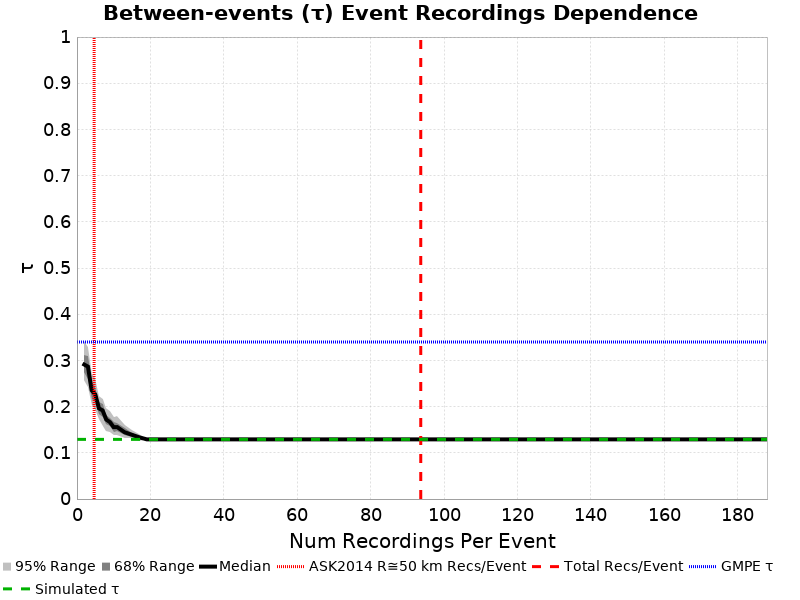 Between-events (τ) Event Recordings Dependence
1
0.9
0.8
0.7
0.6
0.5
0.4
0.3
0.2
0.1
0
τ
0 20 40 60 80 100 120 140 160 180
Num Recordings Per Event
95% Range 68% Range Median ASK2014 R≅50 km Recs/Event Total Recs/Event GMPE τ
Simulated τ